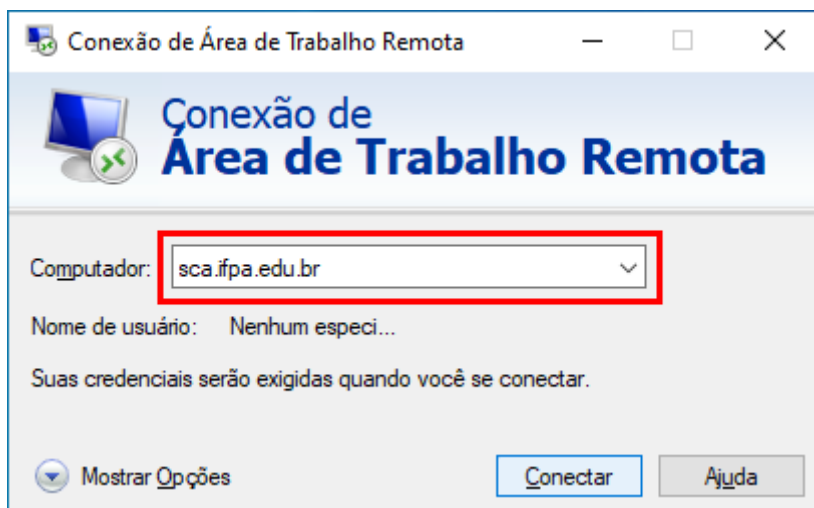 Conexão de Área de Trabalho Remota
Conexão de
Área de Trabalho Remota
Computador: sca.ifpa.edu.br
Nome de usuário: Nenhum especi...
Suas credenciais serão exigidas quando você se conectar.
Mostrar Opções Conectar Ajuda